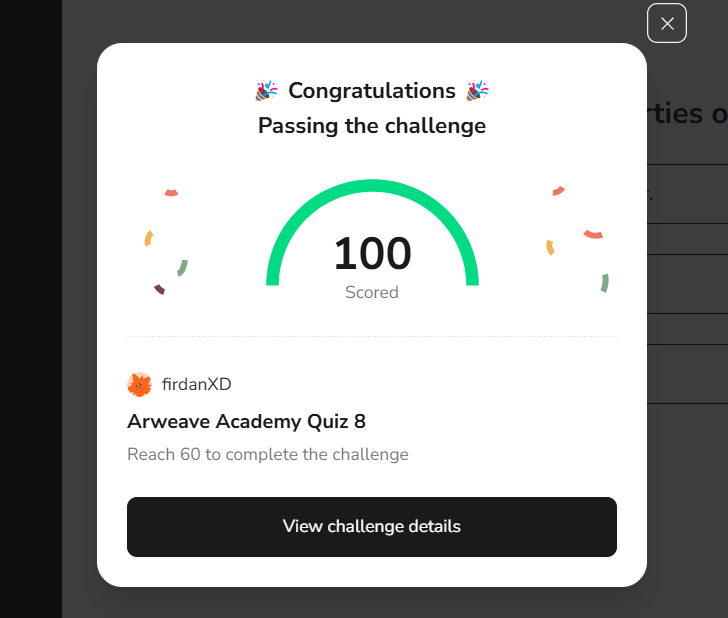 🎉 Congratulations 🎉
Passing the challenge
100
Scored
firdanXD
Arweave Academy Quiz 8
Reach 60 to complete the challenge
View challenge details